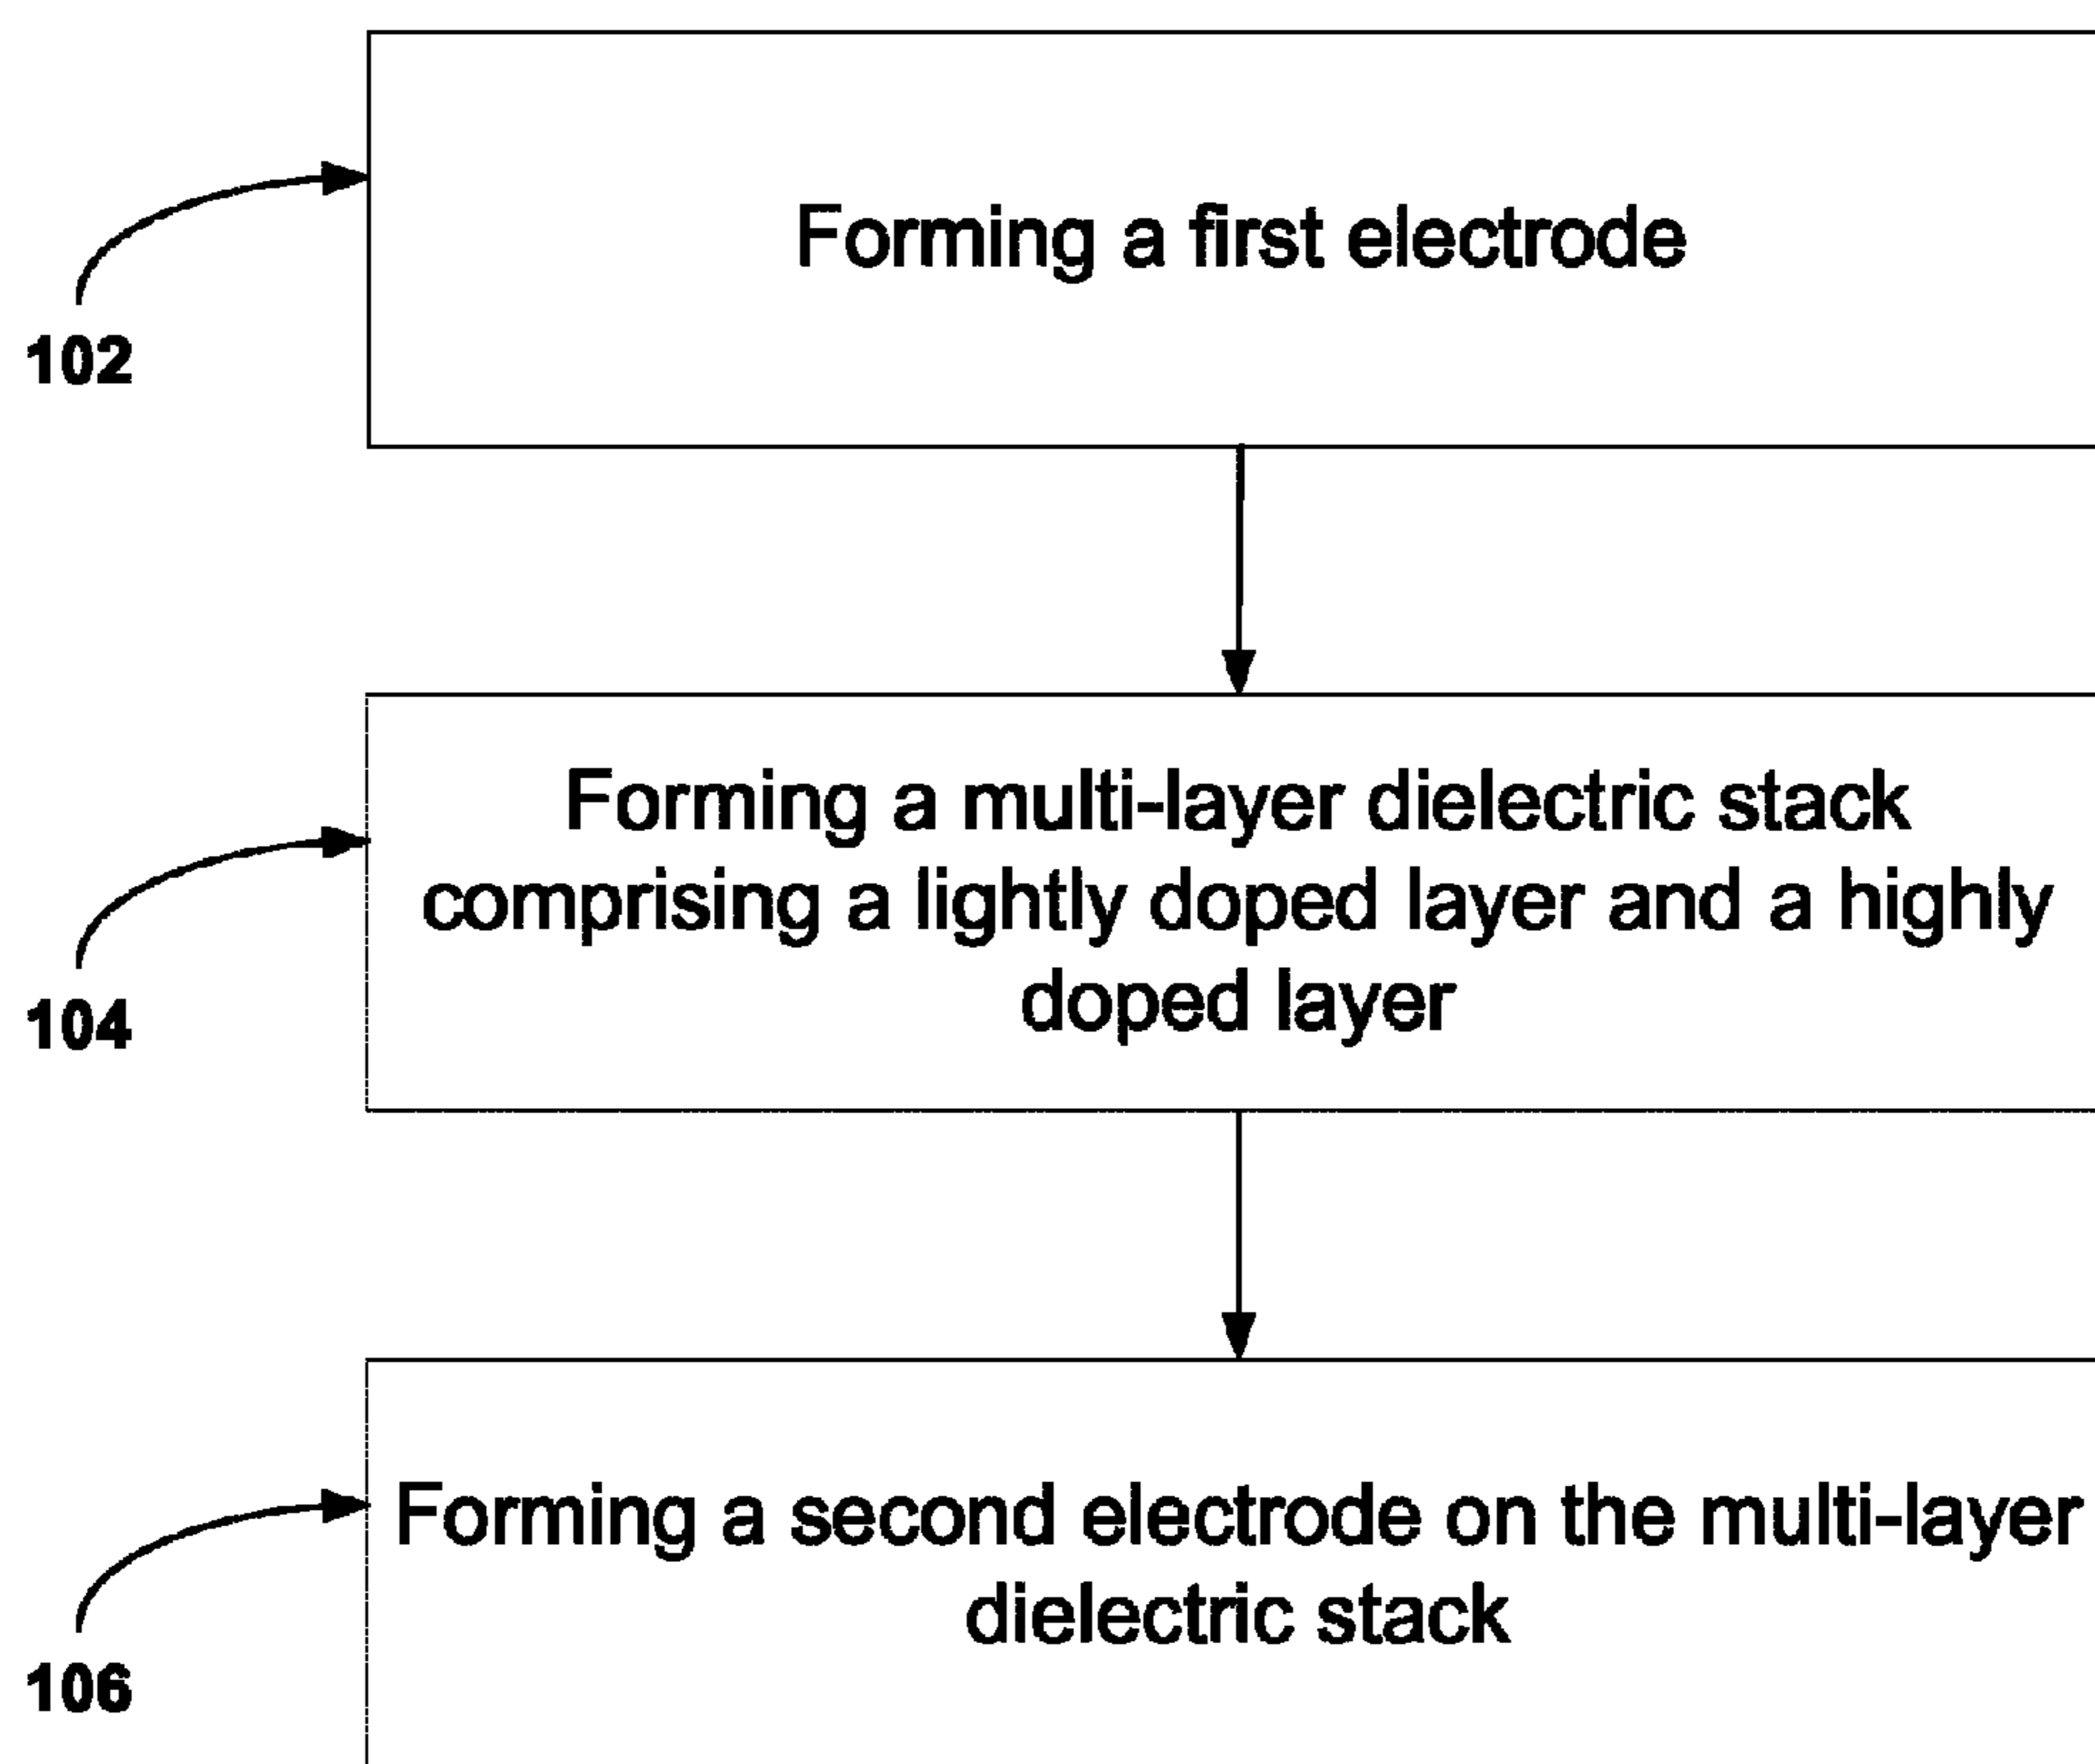 Forming a first electrode
102
Forming a multi-layer dielectric stack
comprising a lightly doped layer and a highly
doped layer
104
Forming a second electrode on the multi-layer
dielectric stack
106